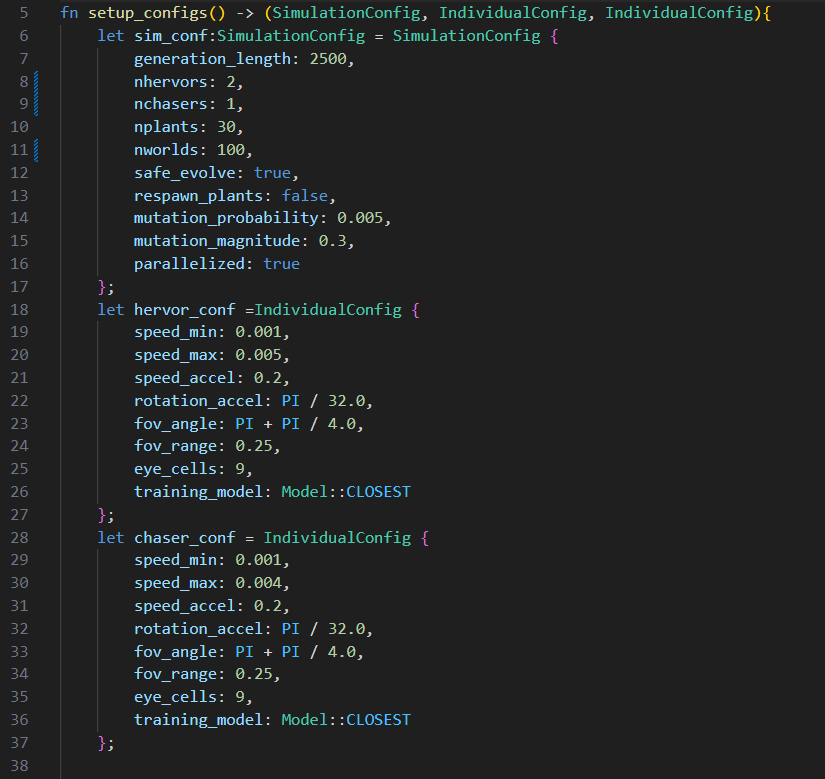 5 fn setup_configs() -> (SimulationConfig, IndividualConfig, IndividualConfig){
6 let sim_conf:SimulationConfig = SimulationConfig {
7 generation_length: 2500,
8 nhervors: 2,
9 nchasers: 1,
10 nplants: 30,
11 nworlds: 100,
12 safe_evolve: true,
13 respawn_plants: false,
14 mutation_probability: 0.005,
15 mutation_magnitude: 0.3,
16 parallelized: true
17 };
18 let hervor_conf =IndividualConfig {
19 speed_min: 0.001,
20 speed_max: 0.005,
21 speed_accel: 0.2,
22 rotation_accel: PI / 32.0,
23 fov_angle: PI + PI / 4.0,
24 fov_range: 0.25,
25 eye_cells: 9,
26 training_model: Model::CLOSEST
27 };
28 let chaser_conf = IndividualConfig {
29 speed_min: 0.001,
30 speed_max: 0.004,
31 speed_accel: 0.2,
32 rotation_accel: PI / 32.0,
33 fov_angle: PI + PI / 4.0,
34 fov_range: 0.25,
35 eye_cells: 9,
36 training_model: Model::CLOSEST
37 };
38